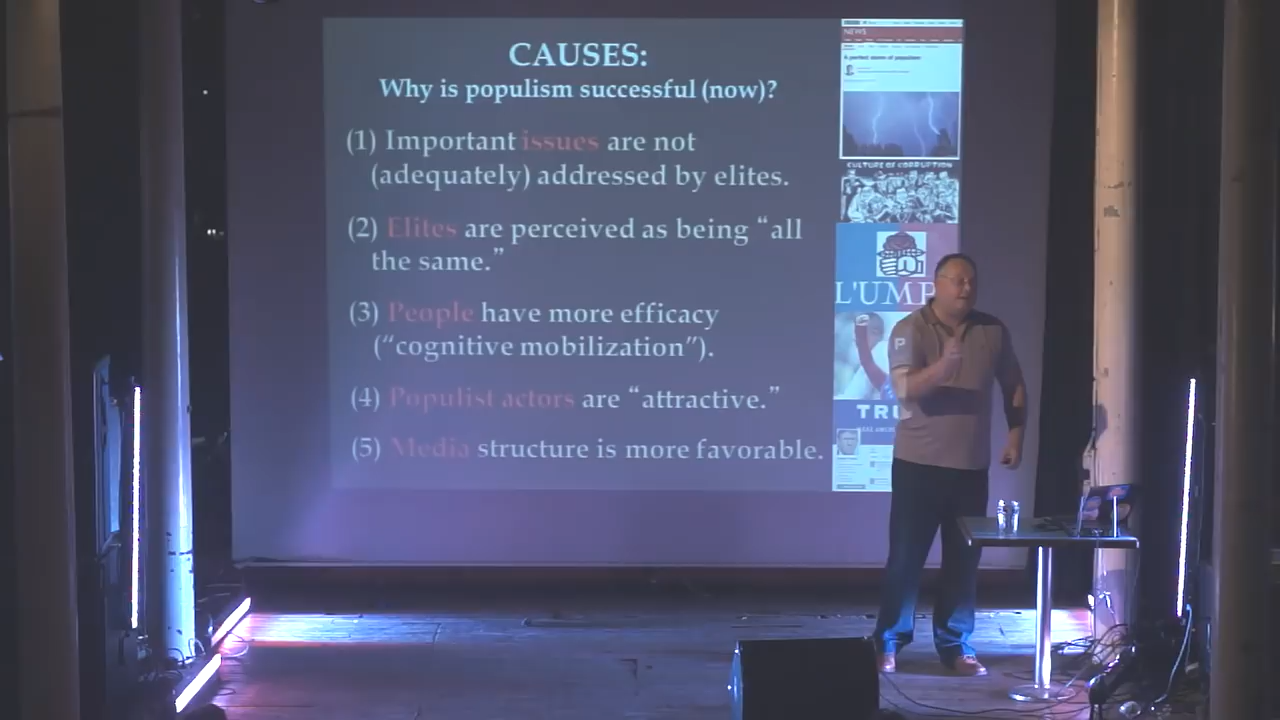 CAUSES:
Why is populism successful (now)?
(1) Important issues are not
(adequately) addressed by elites.
(2) Elites are perceived as being “all
the same.”
(3) People have more efficacy
(“cognitive mobilization”).
(4) Populist actors are “attractive.”
(5) Media structure is more favorable.
NEWS
A perfect storm of populism
CULTURE OF CORRUPTION
L'UMP
TRU
P